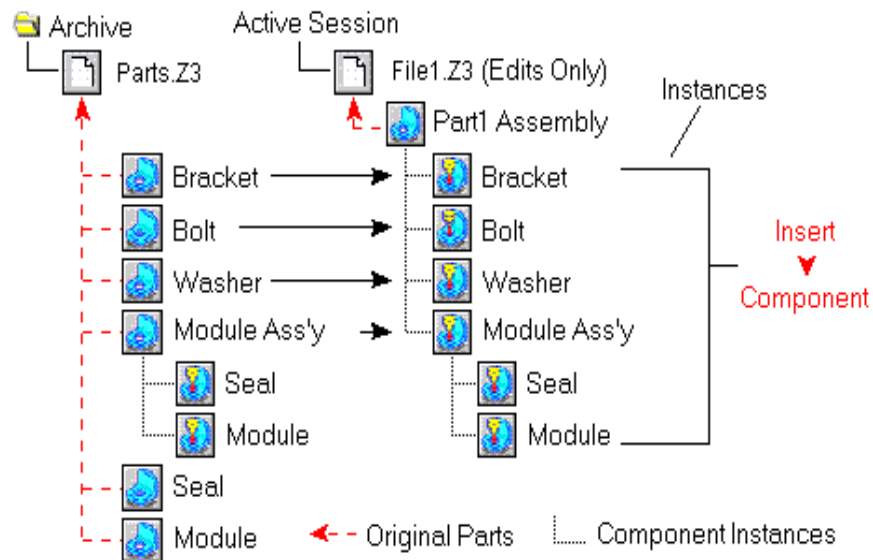 Archive
Active Session
Parts.Z3
File1.Z3 (Edits Only)
Instances
Part1 Assembly
Bracket
Bracket
Bolt
Bolt
Insert
Washer
Washer
Component
Module Ass'y
Module Ass'y
Seal
Seal
Module
Module
Seal
Module
Original Parts
Component Instances